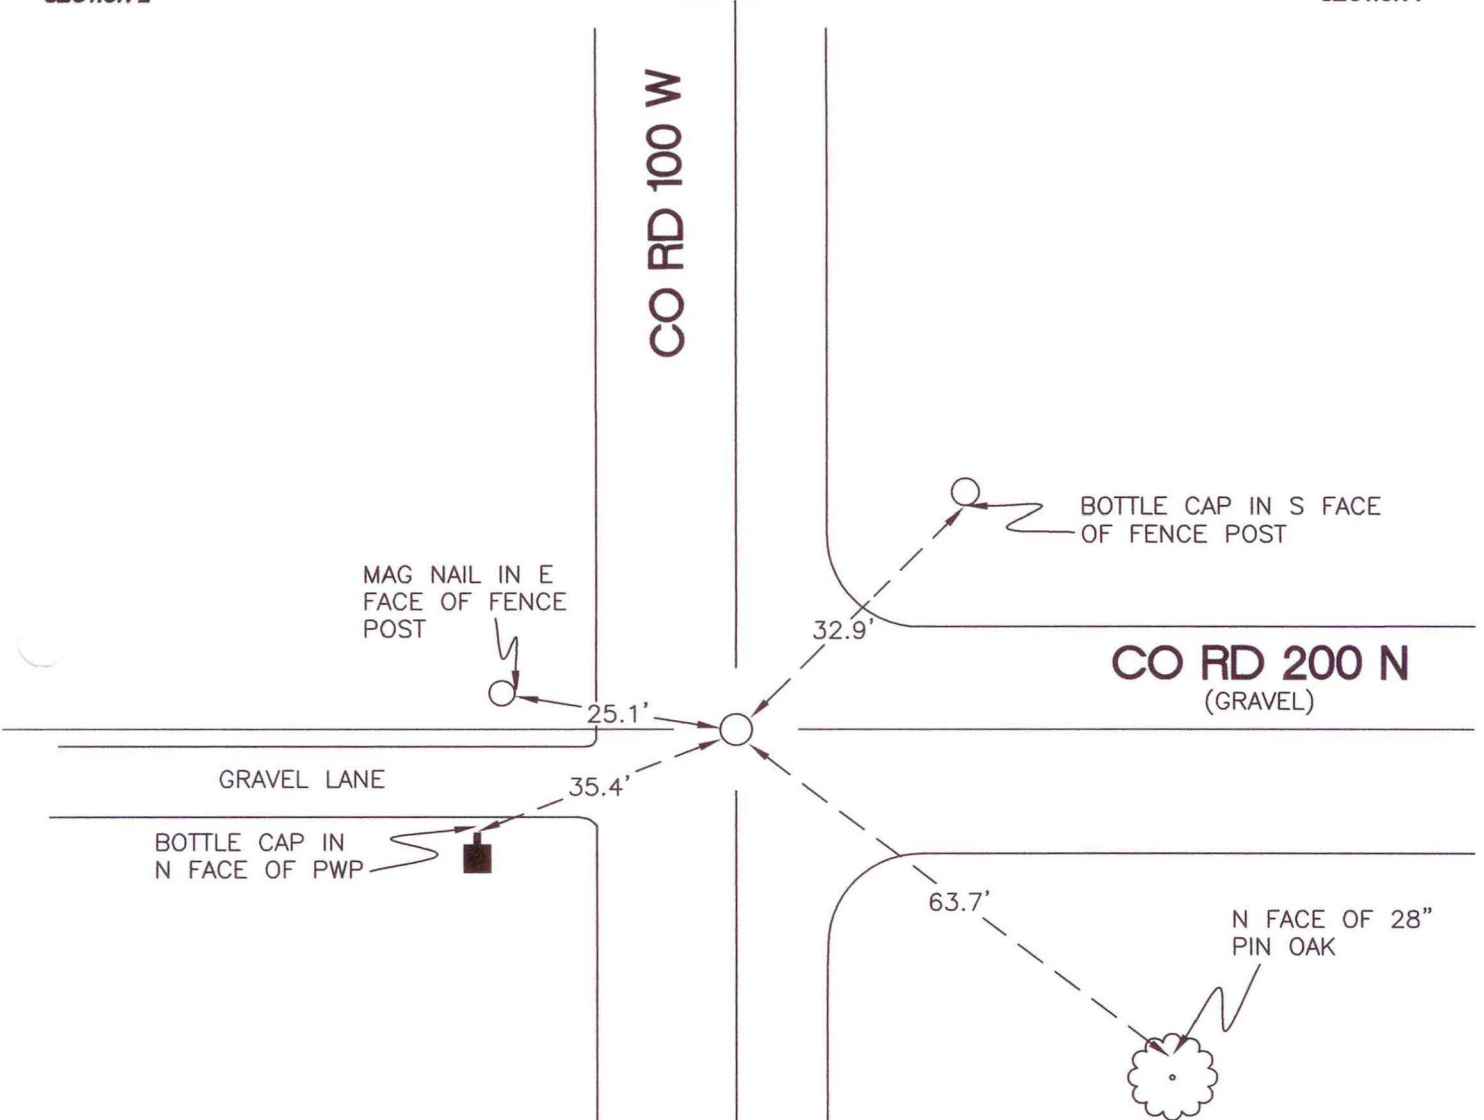 CO RD 100 W
BOTTLE CAP IN S FACE
OF FENCE POST
MAG NAIL IN E
FACE OF FENCE
POST
32.9'
CO RD 200 N
(GRAVEL)
25.1'
GRAVEL LANE
35.4'
BOTTLE CAP IN
N FACE OF PWP
63.7'
N FACE OF 28"
PIN OAK